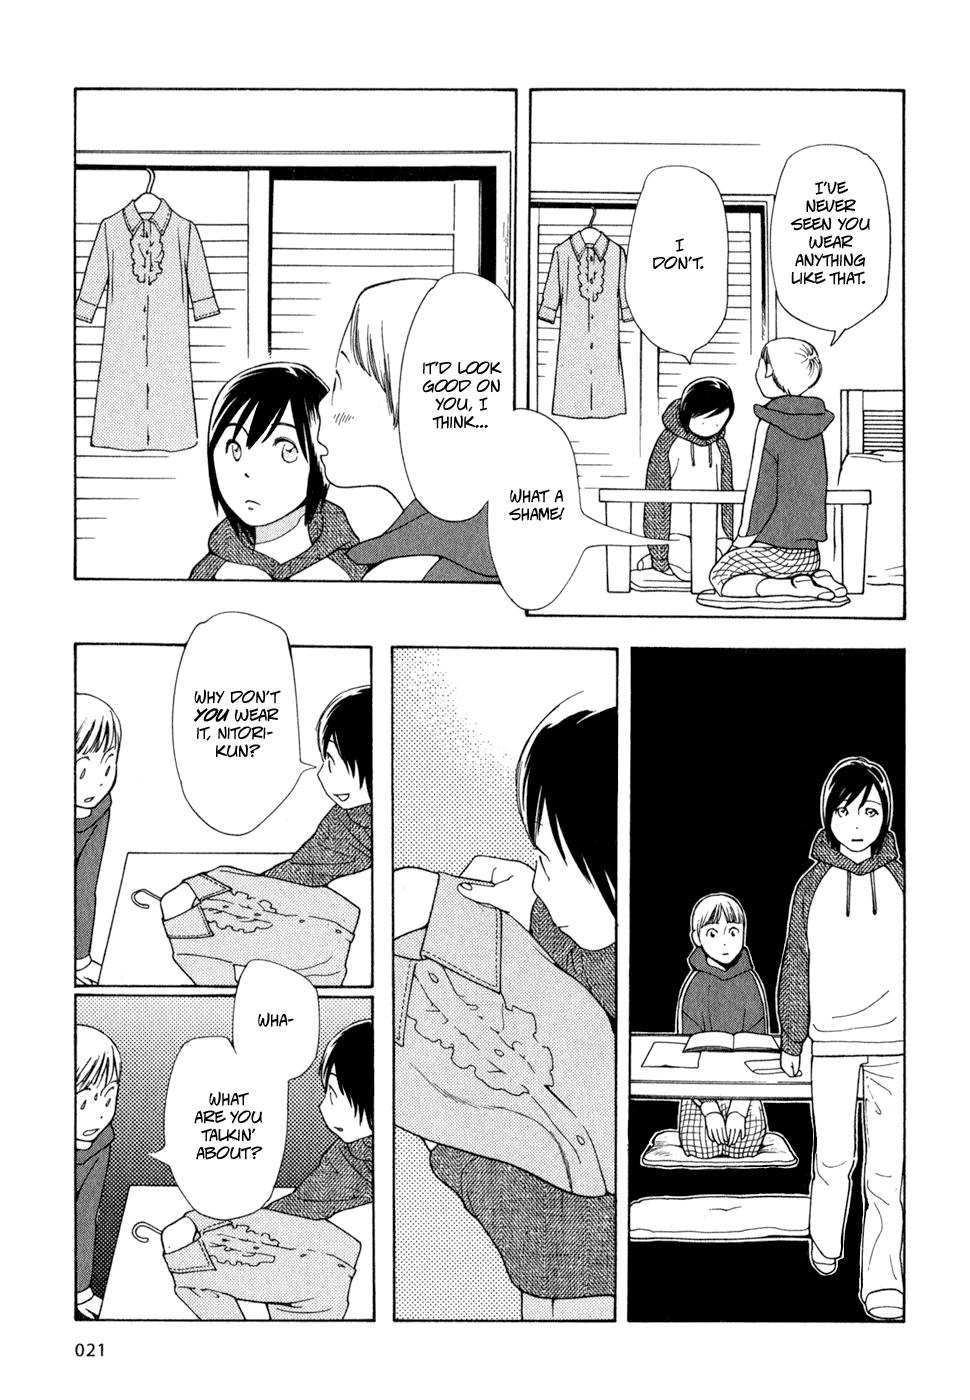 I'VE
NEVER
SEEN YOU
WEAR
ANYTHING
LIKE THAT.
I
DON'T.
WHAT A
SHAME!
IT'D LOOK
GOOD ON
YOU, I
THINK...
WHY DON'T
YOU WEAR
IT, NITORI-
KUN?
WHA-
WHAT
ARE YOU
TALKIN'
ABOUT?
021